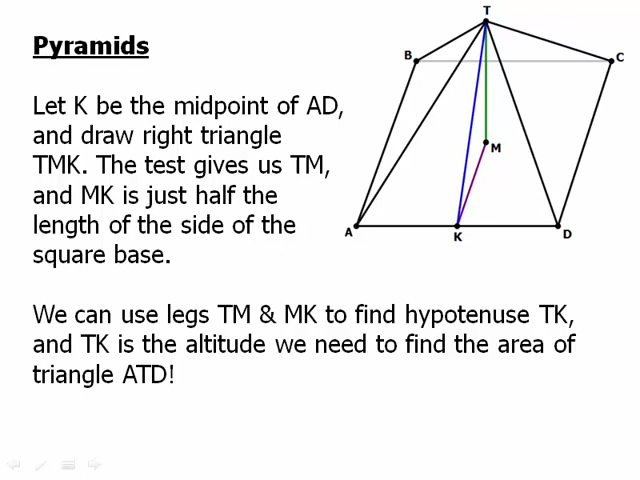 Pyramids
Let K be the midpoint of AD,
and draw right triangle
TMK. The test gives us TM,
and MK is just half the
length of the side of the
square base.
We can use legs TM & MK to find hypotenuse TK,
and TK is the altitude we need to find the area of
triangle ATD!
T
B
C
M
A
K
D